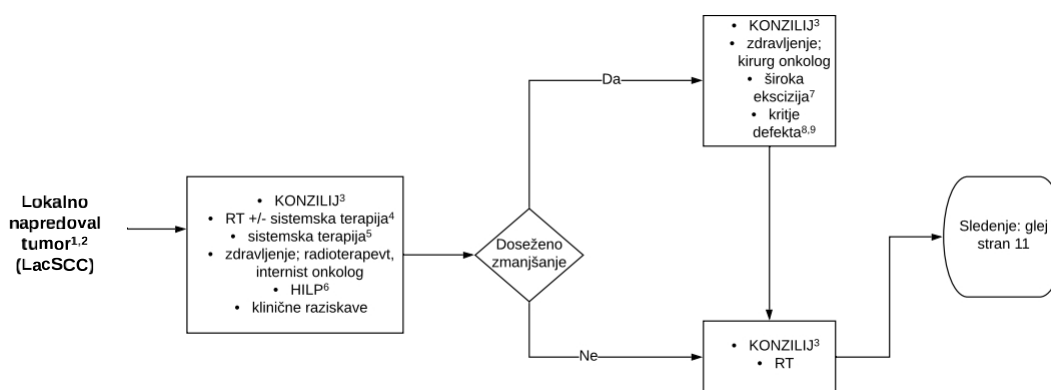 Lokalno
napredoval
tumor¹,²
(LacSCC)
• KONZILIJ³
• RT +/- sistemska terapija⁴
• sistemska terapija⁵
• zdravljenje; radioterapevt,
internist onkolog
• HILP⁶
• klinične raziskave
Doseženo
zmanjšanje
Da
• KONZILIJ³
• zdravljenje;
kirurg onkolog
• široka
ekscizija⁷
• kritje
defekta⁸,⁹
Ne
• KONZILIJ³
• RT
Sledenje: glej
stran 11